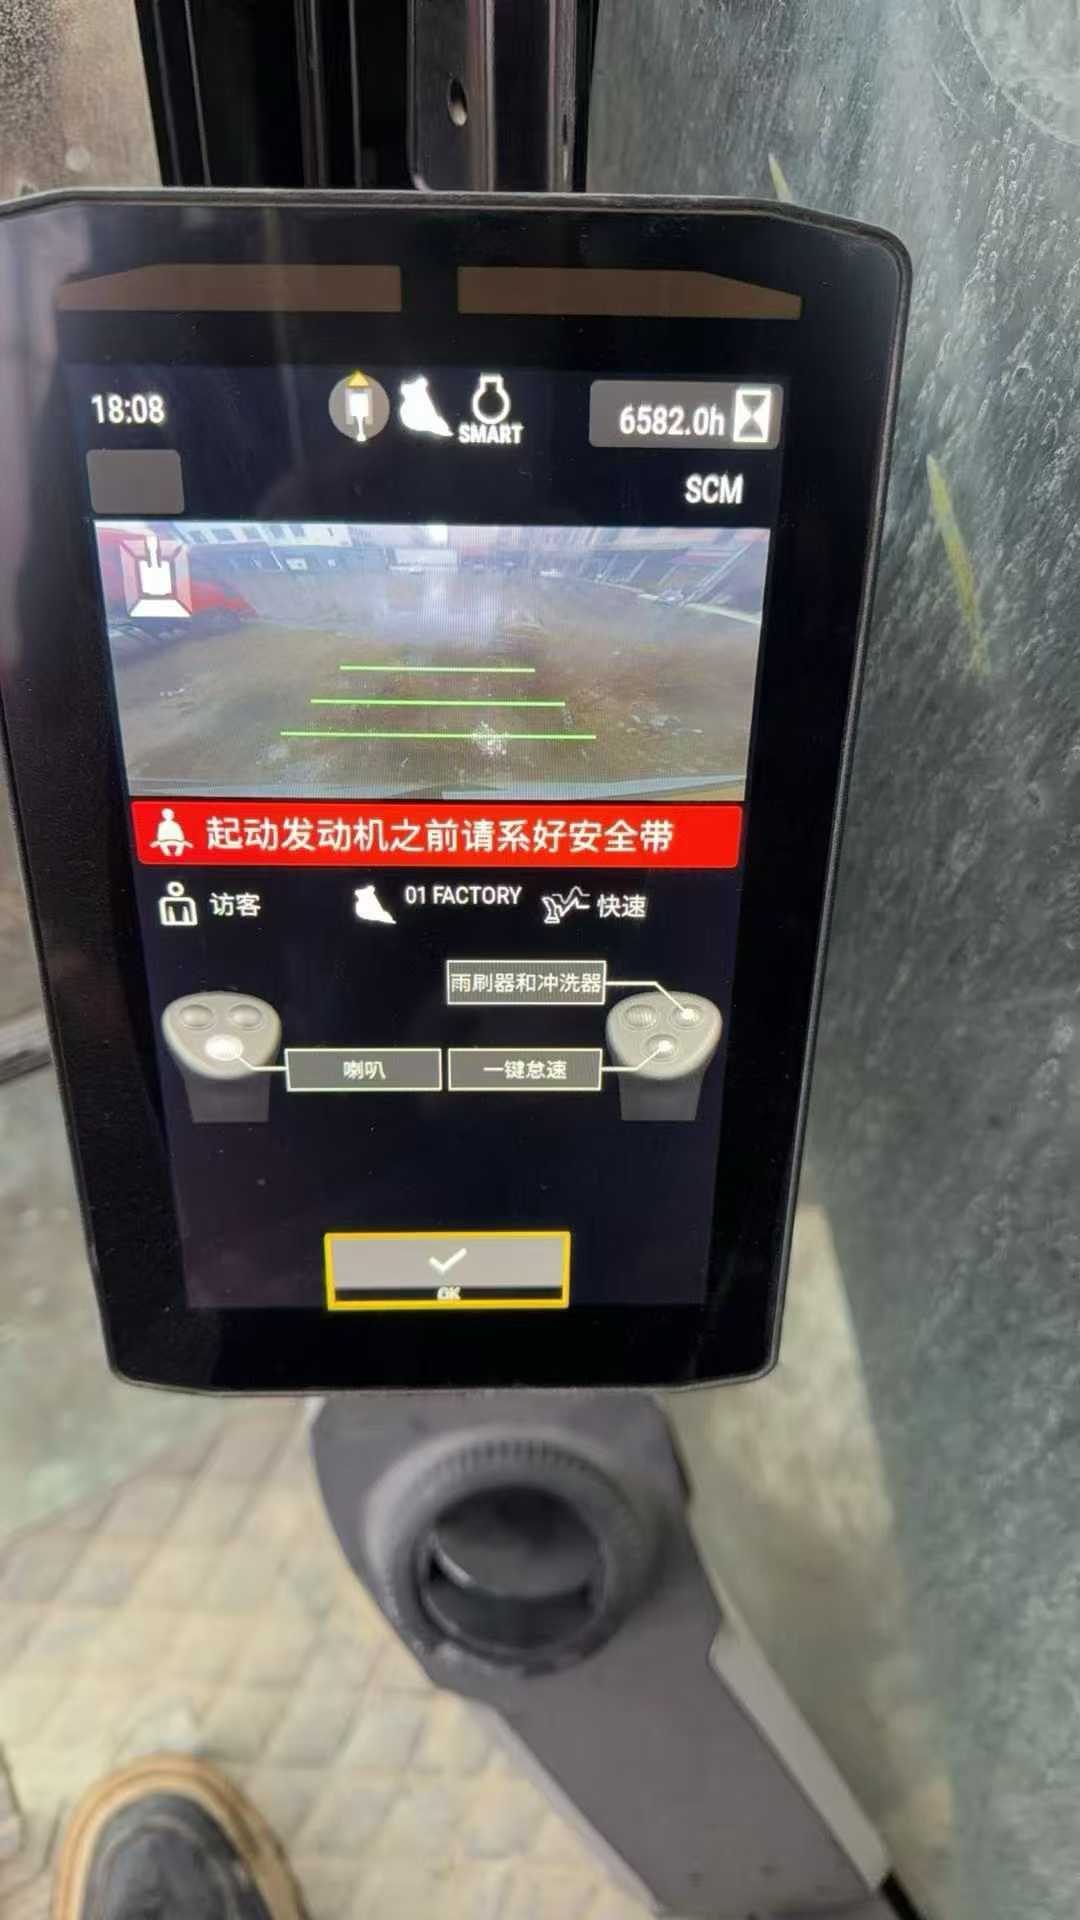 18:08
SMART
6582.0h
SCM
起动发动机之前请系好安全带
访客
01 FACTORY
快速
雨刷器和冲洗器
喇叭
一键怠速
OK